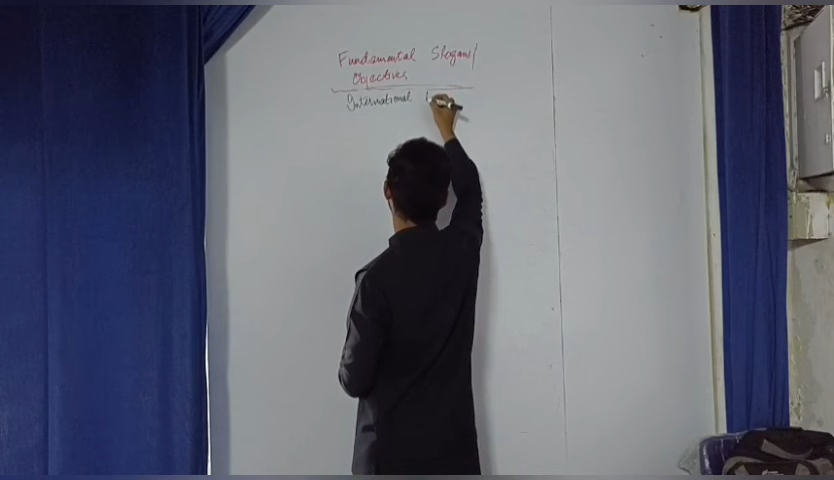 Fundamental Slogans/
Objectives
International